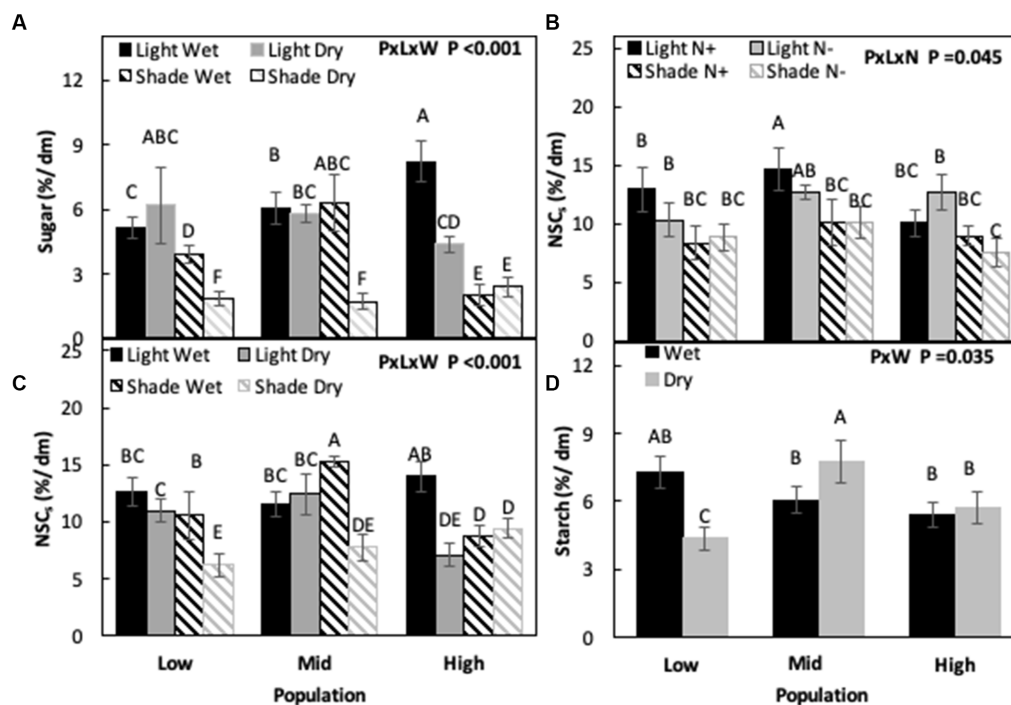 A
Light Wet Light Dry PxLxW P <0.001
Shade Wet Shade Dry
12
9
6
3
0
Sugar (%/ dm)
C ABC D F
B BC ABC F
A CD E E
B
Light N+ Light N-
Shade N+ Shade N- PxLxN P =0.045
25
20
15
10
5
0
NSCs (%/ dm)
B B BC BC
A AB BC BC
BC B BC C
C
Light Wet Light Dry PxLxW P <0.001
Shade Wet Shade Dry
25
20
15
10
5
0
NSCs (%/ dm)
BC C B E
BC BC A DE
AB DE D D
Low Mid High
Population
D
Wet PxW P =0.035
Dry
12
9
6
3
0
Starch (%/ dm)
AB C
B A
B B
Low Mid High
Population